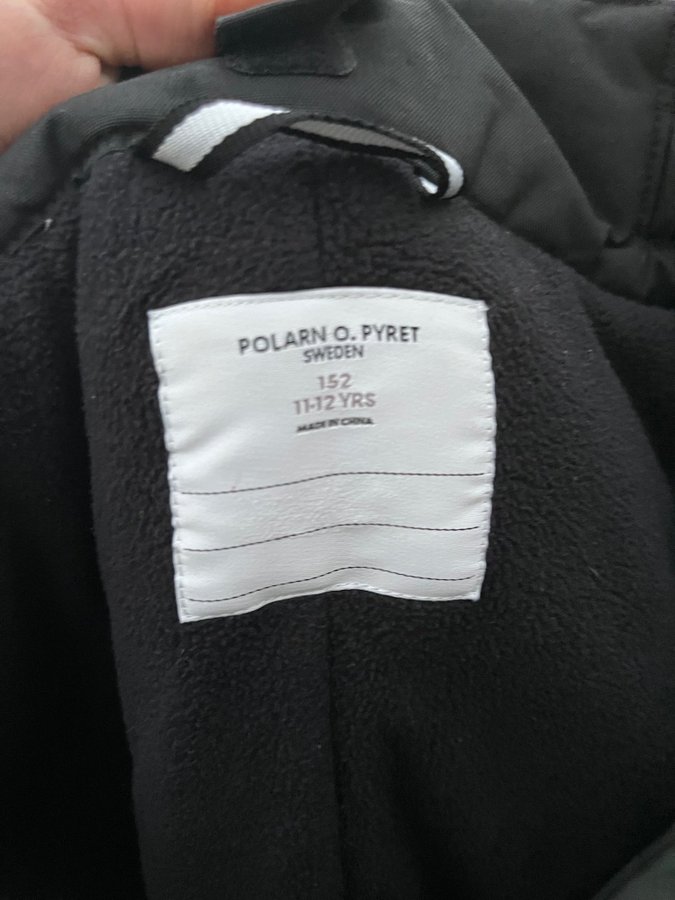 POLARN O. PYRET
SWEDEN
152
11-12 YRS
MADE IN CHINA